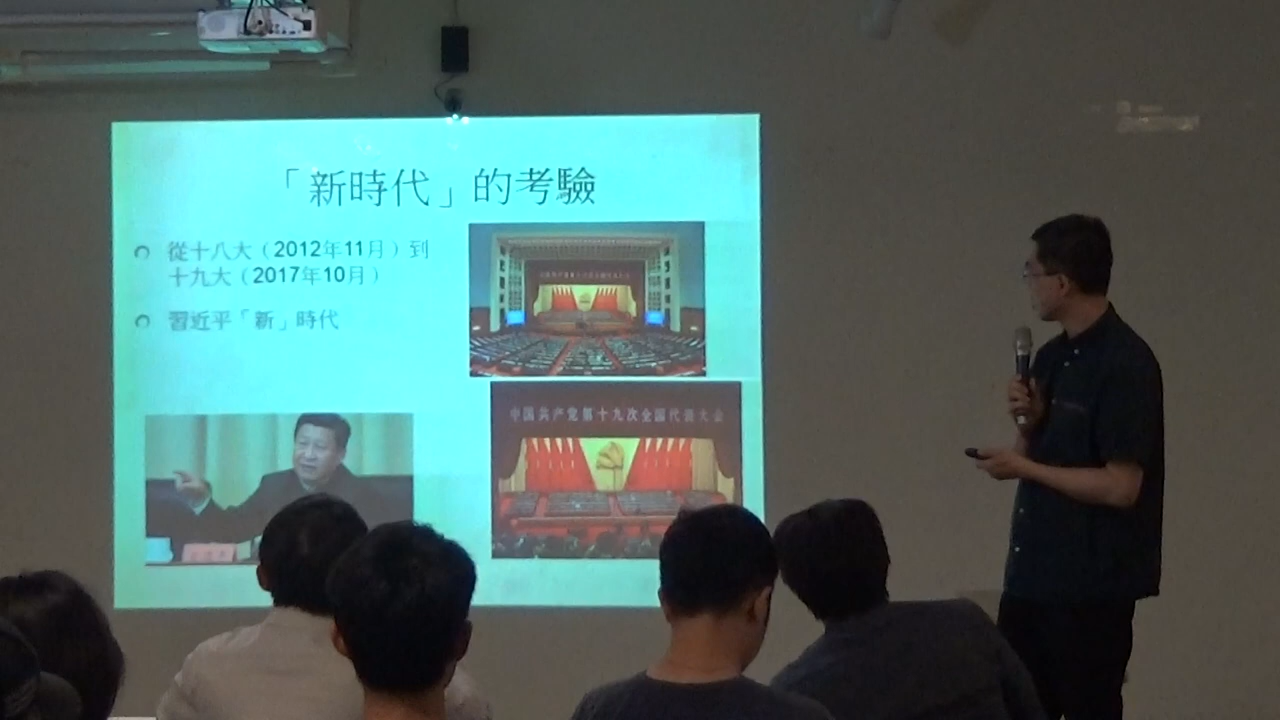 「新時代」的考驗
從十八大（2012年11月）到
十九大（2017年10月）
習近平「新」時代
中国共产党第十九次全国代表大会